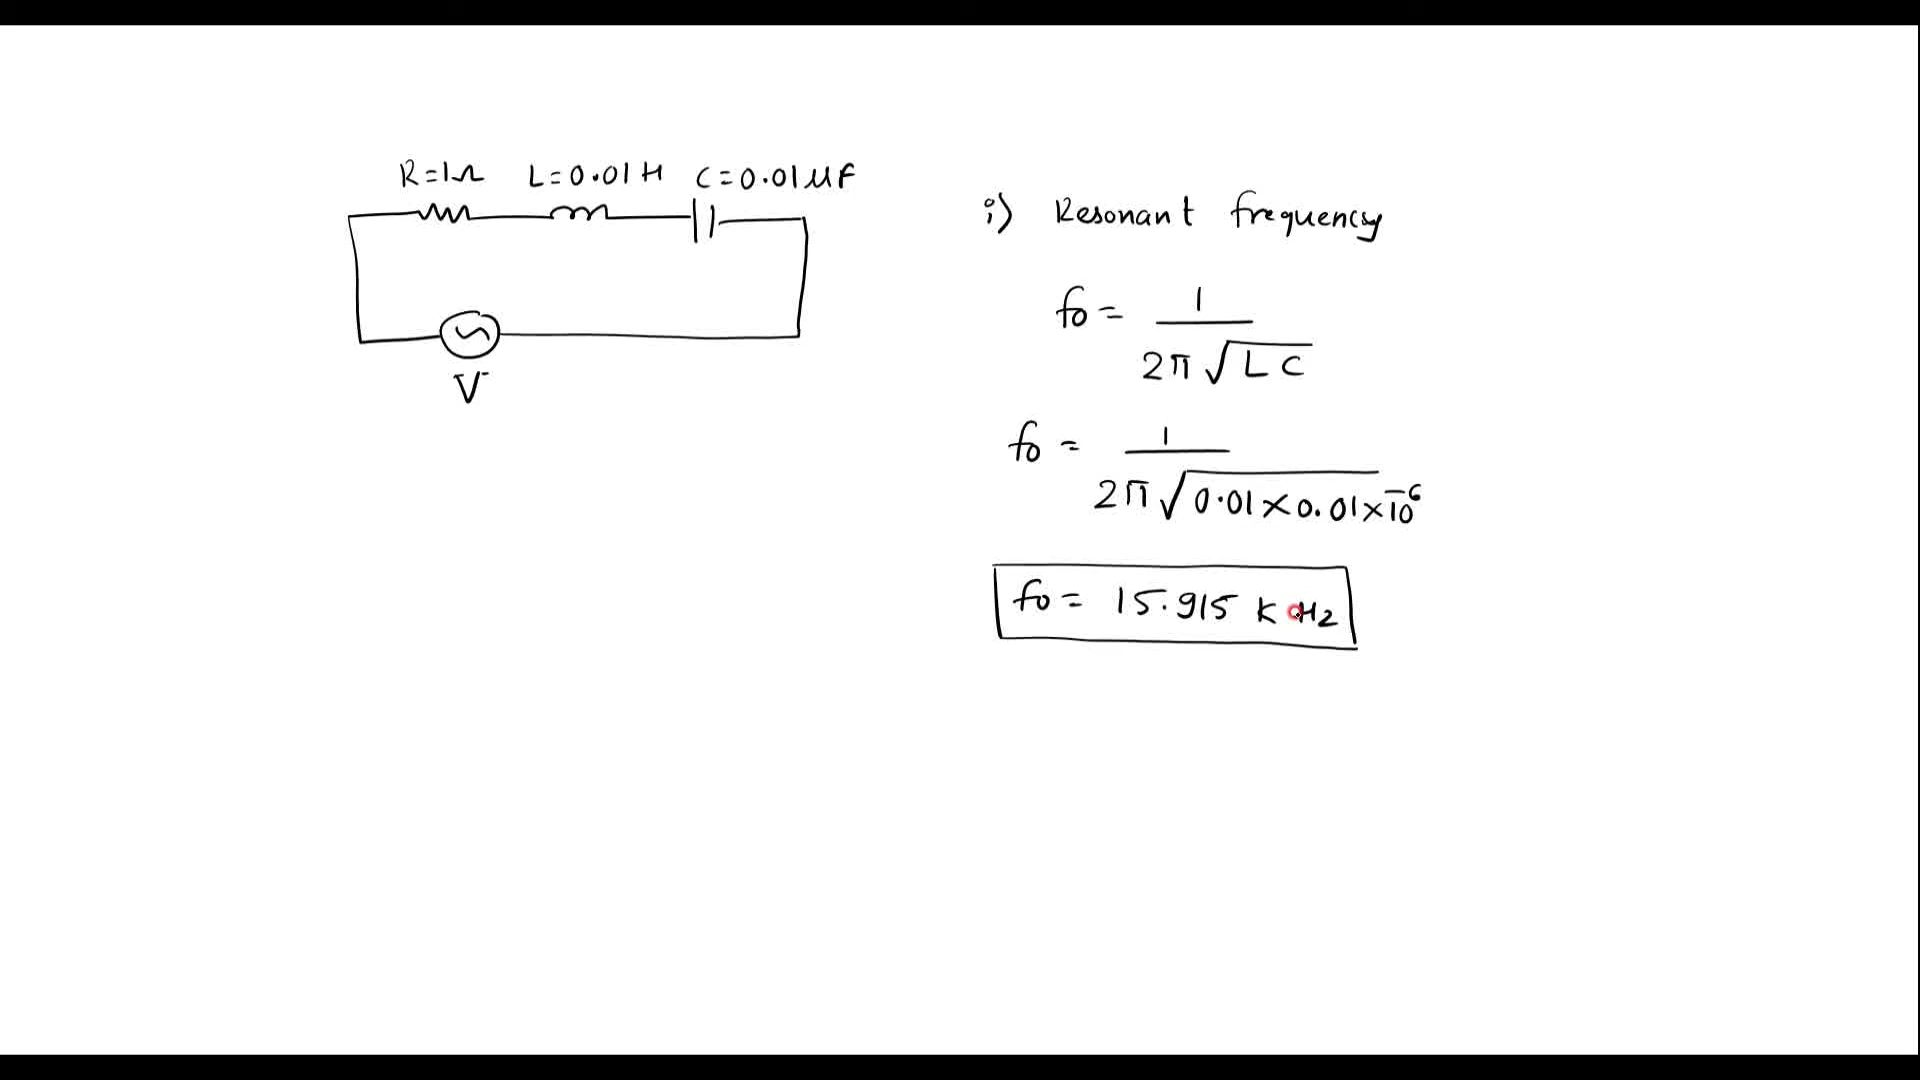 R=1Ω L=0.01H C=0.01μF
V
i) Resonant frequency
fo = 1
2π√LC
fo = 1
2π√0.01×0.01×10⁻⁶
fo = 15.915 KHz